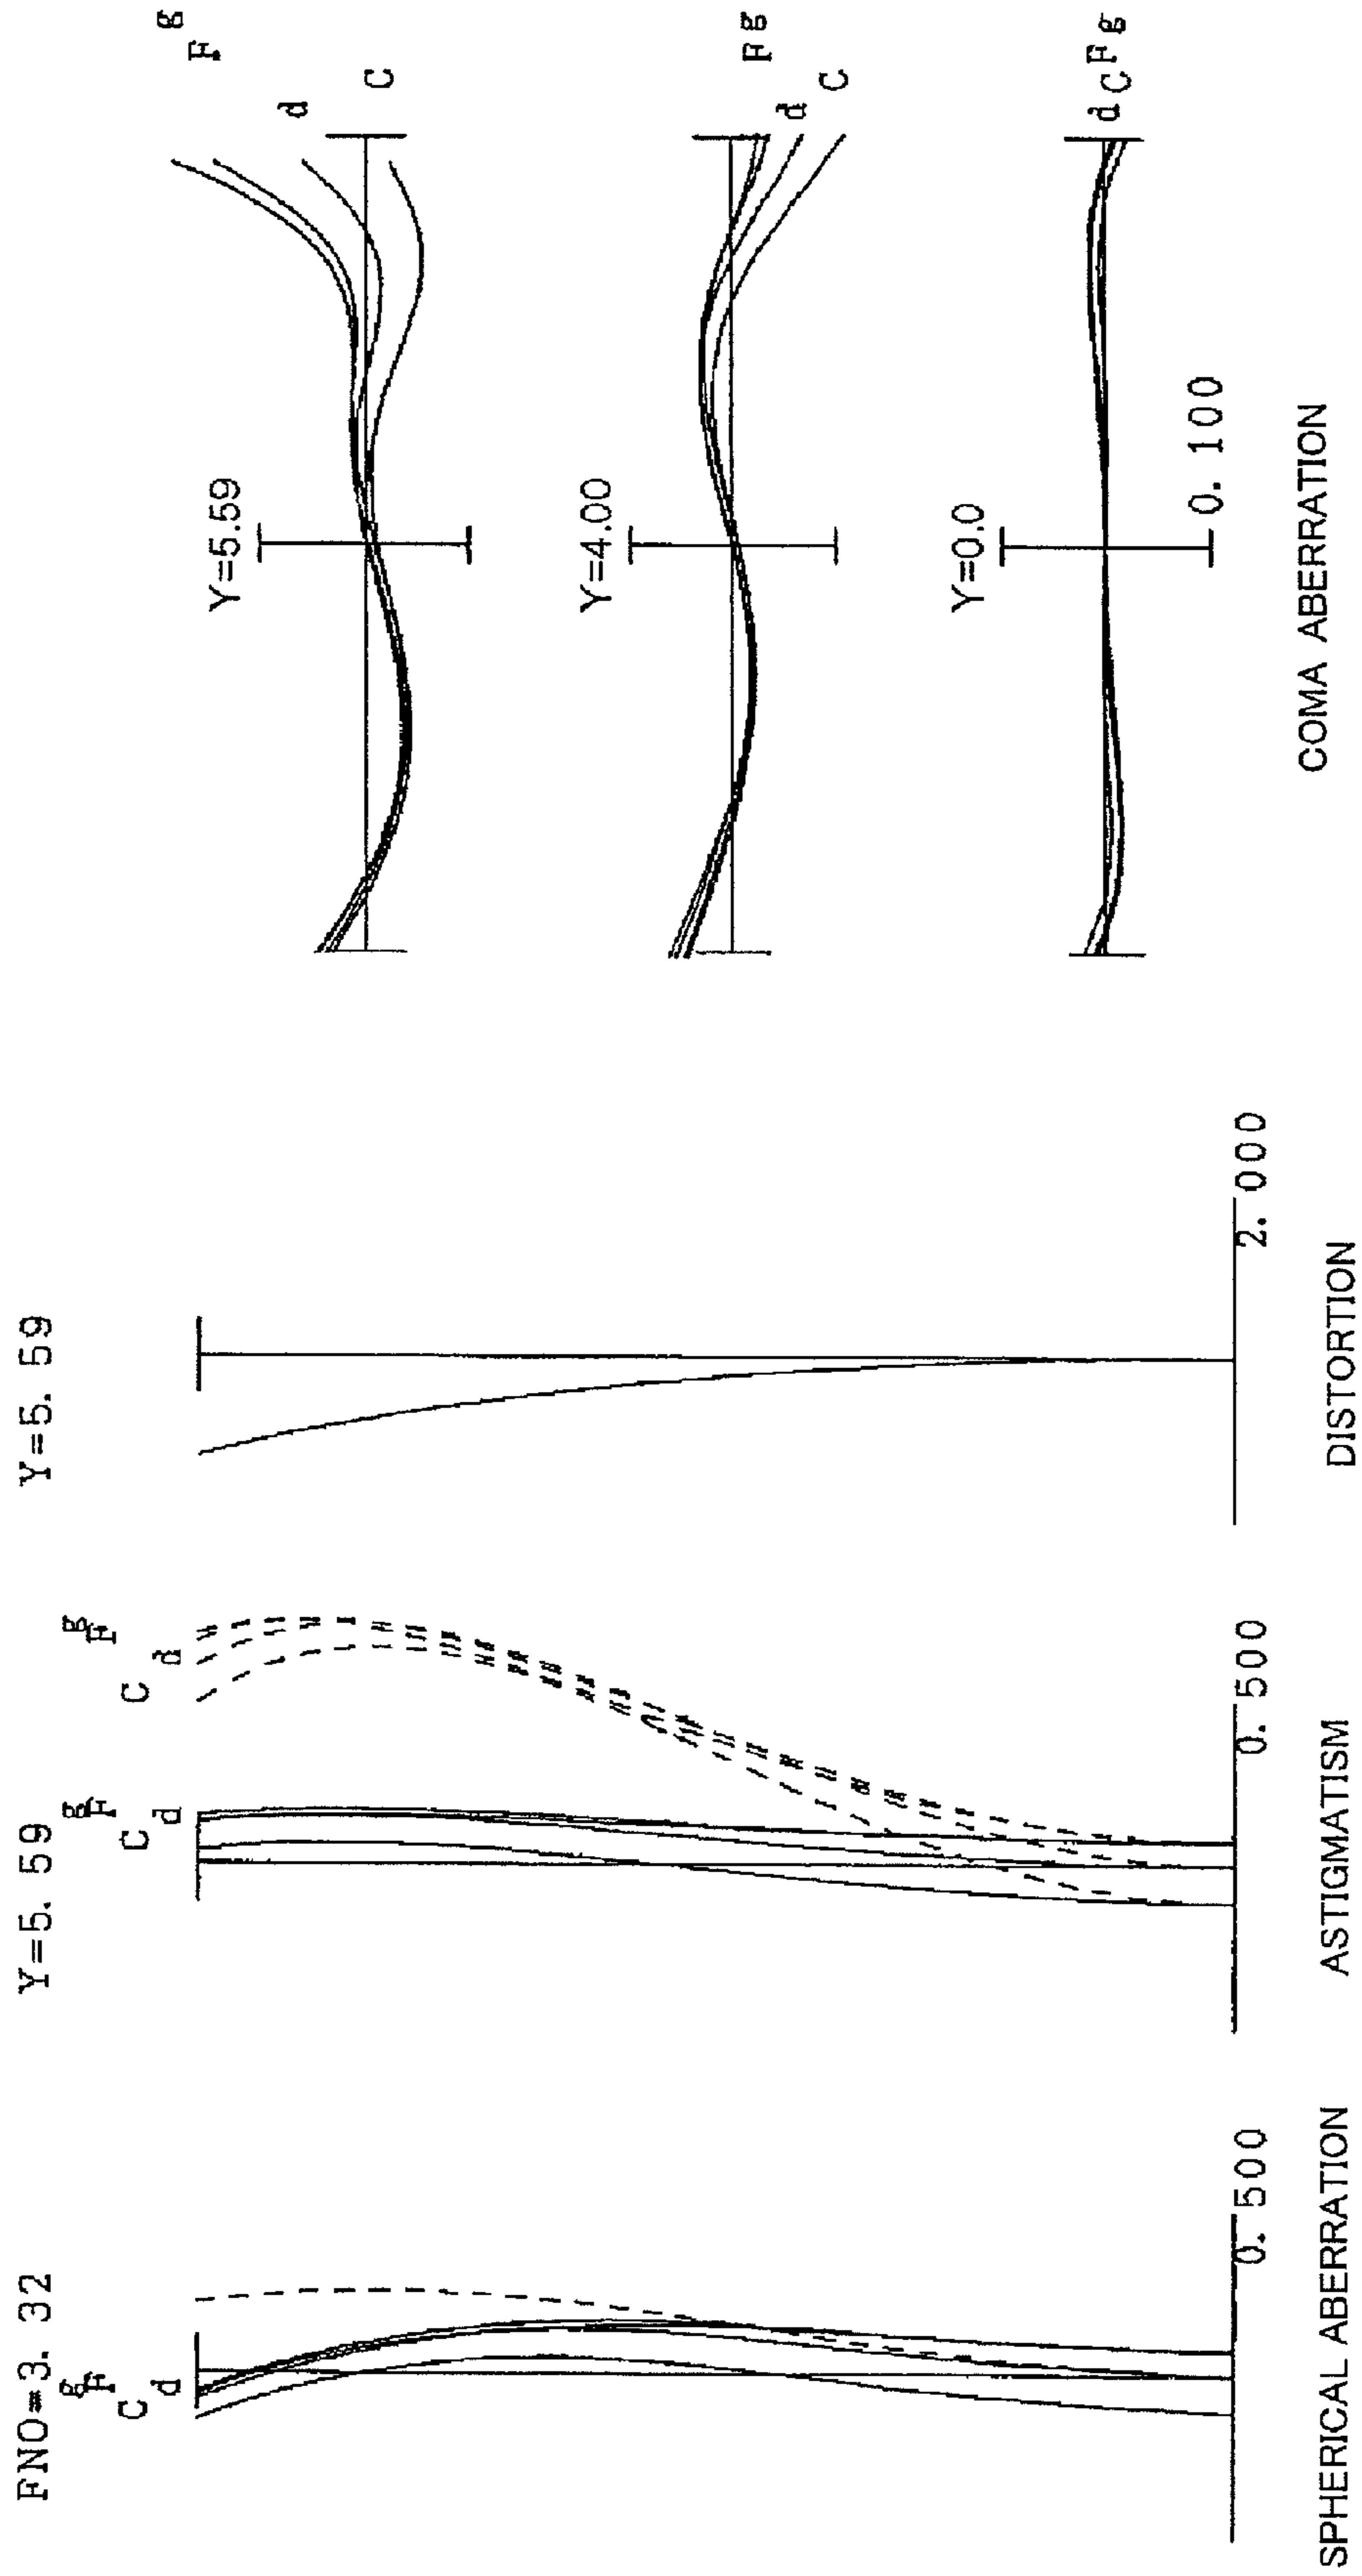 FNO=3. 32
g
F
C d
0. 500
SPHERICAL ABERRATION
Y=5. 59
g
F
C d
g
F
C d
0. 500
ASTIGMATISM
Y=5. 59
2. 000
DISTORTION
Y=5.59
g
F
d
C
Y=4.00
F g
d
C
Y=0.0
d C F g
0. 100
COMA ABERRATION